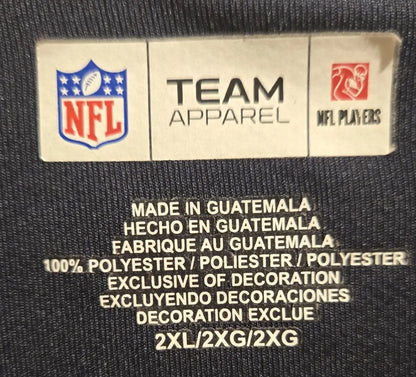 NFL
TEAM
APPAREL
NFL PLAYERS
MADE IN GUATEMALA
HECHO EN GUATEMALA
FABRIQUE AU GUATEMALA
100% POLYESTER / POLIESTER / POLYESTER
EXCLUSIVE OF DECORATION
EXCLUYENDO DECORACIONES
DECORATION EXCLUE
2XL/2XG/2XG